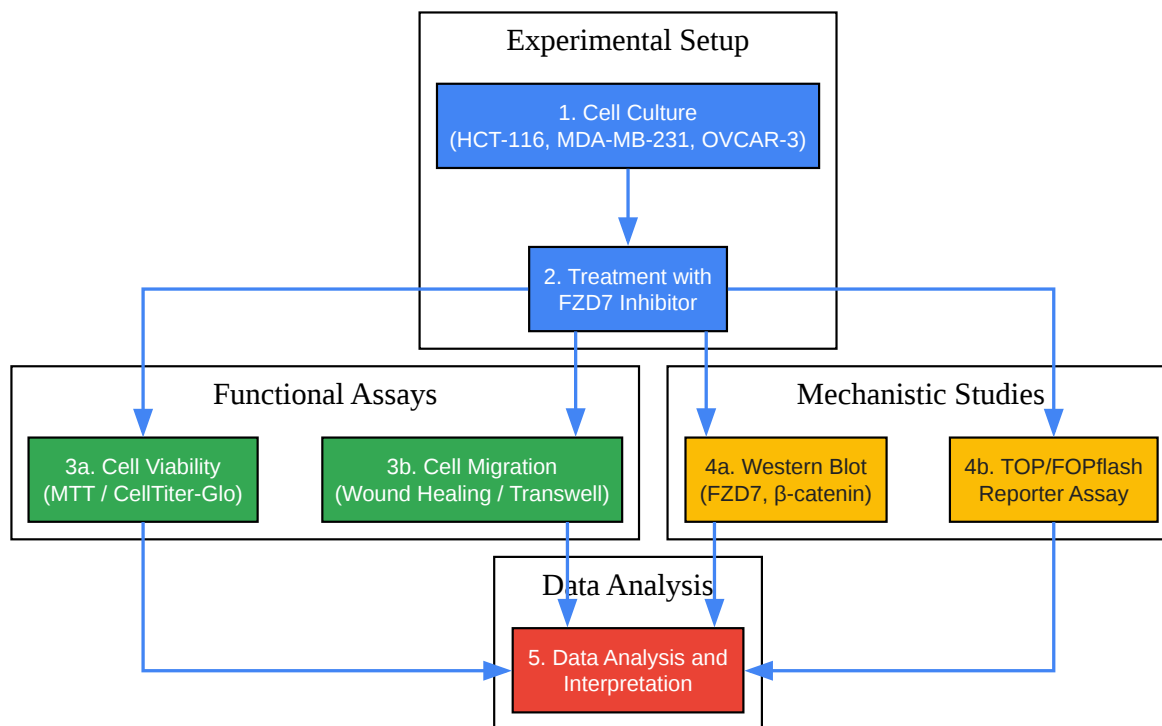 Experimental Setup
1. Cell Culture
(HCT-116, MDA-MB-231, OVCAR-3)
2. Treatment with
FZD7 Inhibitor
Functional Assays
3a. Cell Viability
(MTT / CellTiter-Glo)
3b. Cell Migration
(Wound Healing / Transwell)
Mechanistic Studies
4a. Western Blot
(FZD7, β-catenin)
4b. TOP/FOPflash
Reporter Assay
Data Analysis
5. Data Analysis and
Interpretation